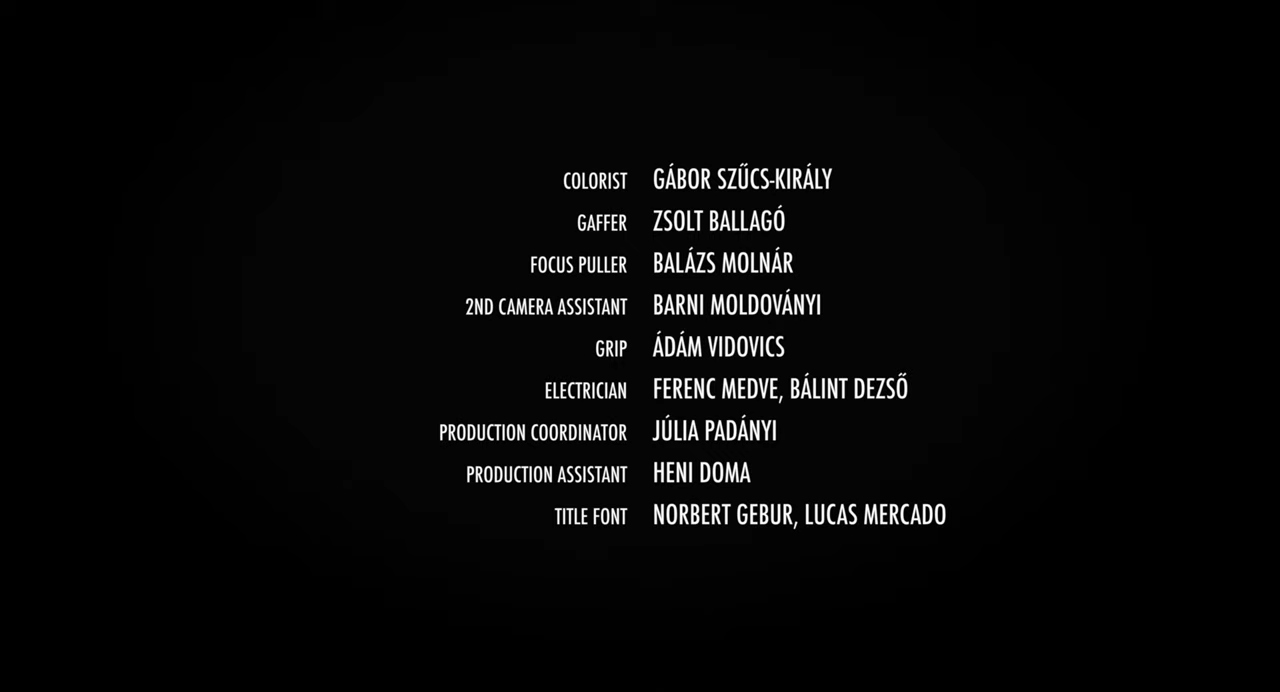 COLORIST GÁBOR SZŰCS-KIRÁLY
GAFFER ZSOLT BALLAGÓ
FOCUS PULLER BALÁZS MOLNÁR
2ND CAMERA ASSISTANT BARNI MOLDOVÁNYI
GRIP ÁDÁM VIDOVICS
ELECTRICIAN FERENC MEDVE, BÁLINT DEZSŐ
PRODUCTION COORDINATOR JÚLIA PADÁNYI
PRODUCTION ASSISTANT HENI DOMA
TITLE FONT NORBERT GEBUR, LUCAS MERCADO